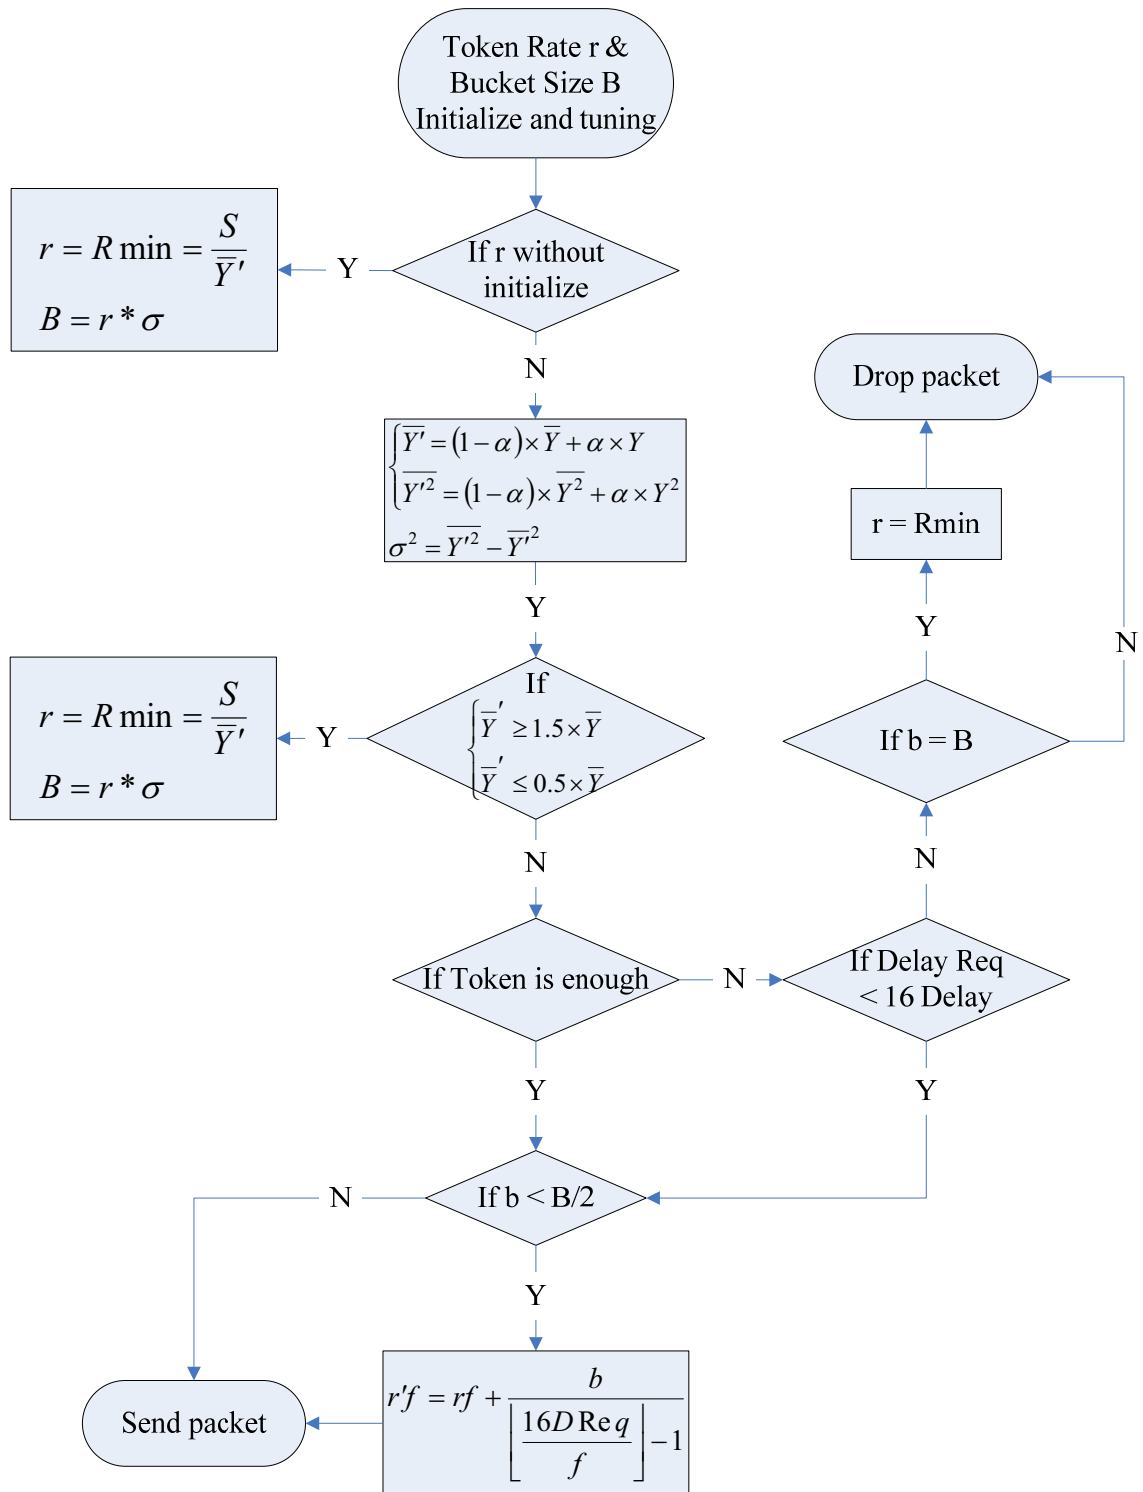 Token Rate r &
Bucket Size B
Initialize and tuning
r = R min = S / Y̅'
B = r * σ
Y
If r without
initialize
N
Y̅' = (1 − α) × Y̅ + α × Y
Y'²̅ = (1 − α) × Y²̅ + α × Y²
σ² = Y'²̅ − Y̅'²
Drop packet
r = Rmin
Y
Y
N
r = R min = S / Y̅'
B = r * σ
Y
If
Y̅' ≥ 1.5 × Y̅
Y̅' ≤ 0.5 × Y̅
If b = B
N
N
If Token is enough
N
If Delay Req
< 16 Delay
Y
Y
N
If b < B/2
Y
Send packet
r'f = rf + b / (⌊16D Re q / f⌋ − 1)